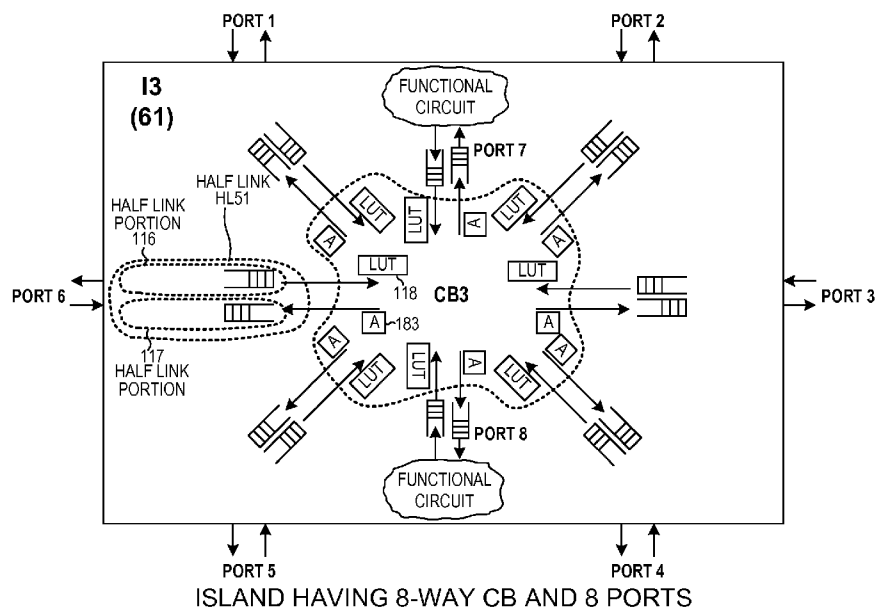 PORT 1
PORT 2
I3
(61)
FUNCTIONAL
CIRCUIT
PORT 7
HALF LINK
HL51
HALF LINK
PORTION
116
LUT
LUT
LUT
A
A
A
LUT
118
LUT
CB3
PORT 6
PORT 3
A
183
A
A
A
117
HALF LINK
PORTION
LUT
LUT
A
LUT
PORT 8
FUNCTIONAL
CIRCUIT
PORT 5
PORT 4
ISLAND HAVING 8-WAY CB AND 8 PORTS